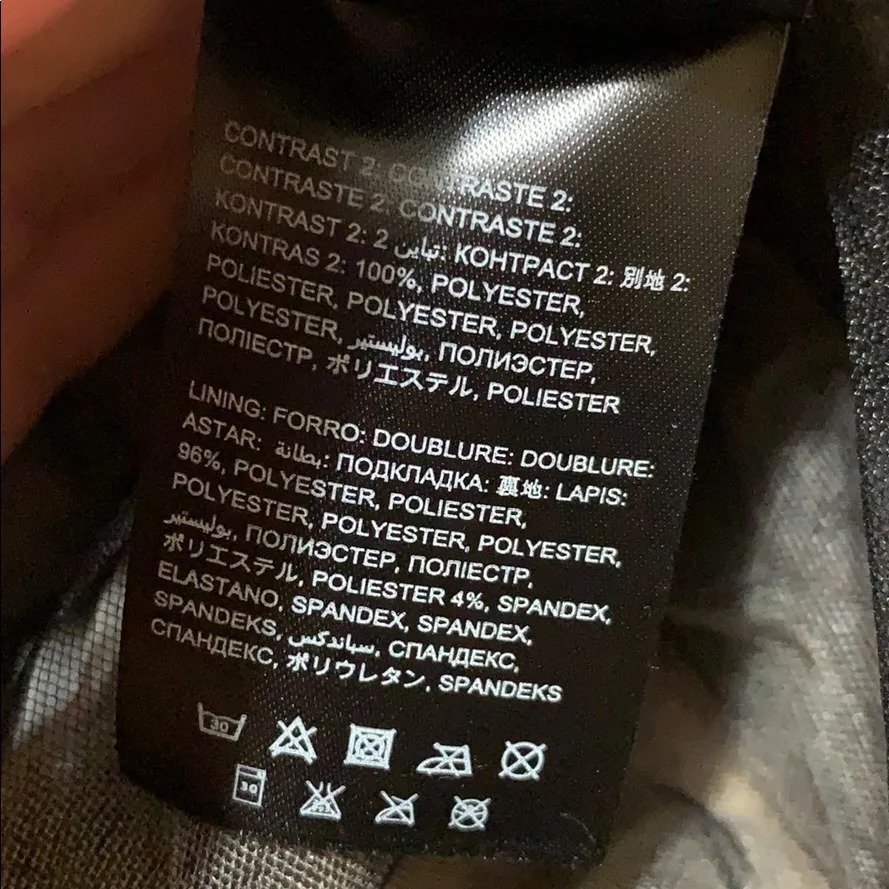 CONTRAST 2: CONTRASTE 2:
CONTRASTE 2: CONTRASTE 2:
KONTRAST 2: 2 تباين: КОНТРАСТ 2: 別地 2:
KONTRAS 2: 100%, POLYESTER,
POLIESTER, POLYESTER, POLYESTER,
POLYESTER, بوليستير, ПОЛИЭСТЕР,
ПОЛІЕСТР, ポリエステル, POLIESTER
LINING: FORRO: DOUBLURE: DOUBLURE:
ASTAR: بطانة: ПОДКЛАДКА: 裏地: LAPIS:
96%, POLYESTER, POLIESTER,
POLYESTER, POLYESTER, POLYESTER,
بوليستير, ПОЛИЭСТЕР, ПОЛІЕСТР,
ポリエステル, POLIESTER 4%, SPANDEX,
ELASTANO, SPANDEX, SPANDEX,
SPANDEKS, سباندكس, СПАНДЕКС,
СПАНДЕКС, ポリウレタン, SPANDEKS
30
30